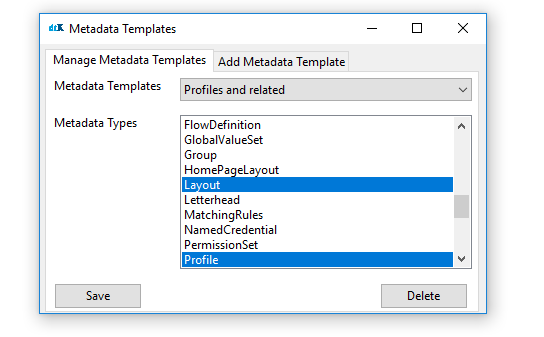 dfK Metadata Templates
Manage Metadata Templates Add Metadata Template
Metadata Templates Profiles and related
Metadata Types
FlowDefinition
GlobalValueSet
Group
HomePageLayout
Layout
Letterhead
MatchingRules
NamedCredential
PermissionSet
Profile
Save Delete